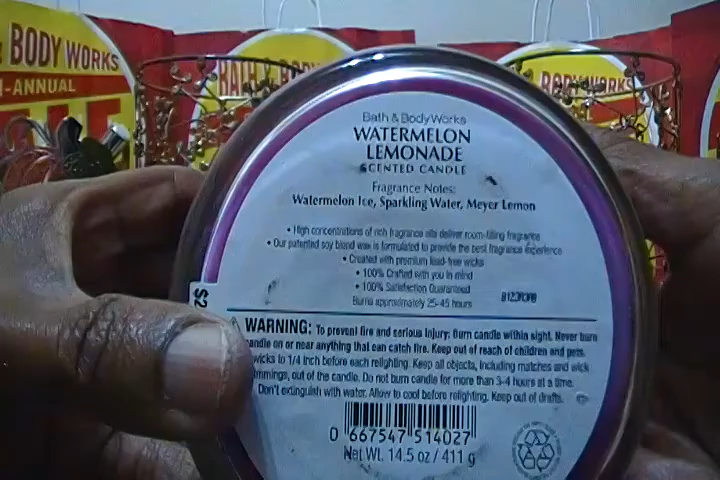 & BODY WORKS
I-ANNUAL
BATH & BODY
BODY WORKS
Bath & Body Works
WATERMELON
LEMONADE
SCENTED CANDLE
Fragrance Notes:
Watermelon Ice, Sparkling Water, Meyer Lemon
• High concentrations of rich fragrance oils deliver room-filling fragrance
• Our patented soy blend wax is formulated to provide the best fragrance experience
• Created with premium lead-free wicks
• 100% Crafted with you in mind
• 100% Satisfaction Guaranteed
Burns approximately 25-45 hours
WARNING: To prevent fire and serious injury: Burn candle within sight. Never burn
candle on or near anything that can catch fire. Keep out of reach of children and pets.
wicks to 1/4 inch before each relighting. Keep all objects, including matches and wick
mmings, out of the candle. Do not burn candle for more than 3-4 hours at a time.
Don't extinguish with water. Allow to cool before relighting. Keep out of drafts.
0 667547 514027
Net WT. 14.5 oz / 411 g